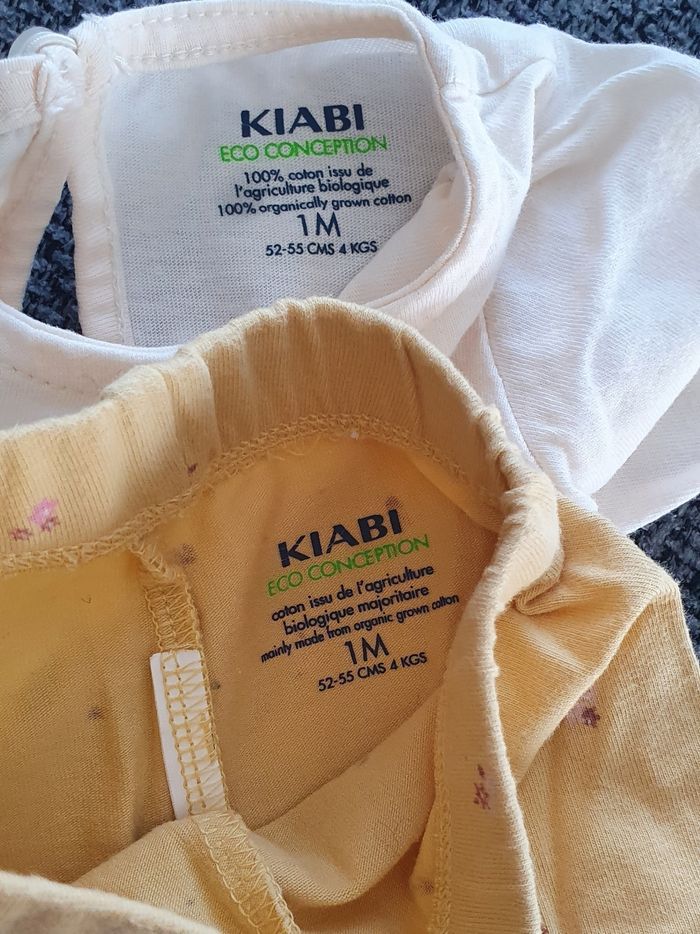 KIABI
ECO CONCEPTION
100% coton issu de
l'agriculture biologique
100% organically grown cotton
1M
52-55 CMS 4 KGS
KIABI
ECO CONCEPTION
coton issu de l'agriculture
biologique majoritaire
mainly made from organic grown cotton
1M
52-55 CMS 4 KGS